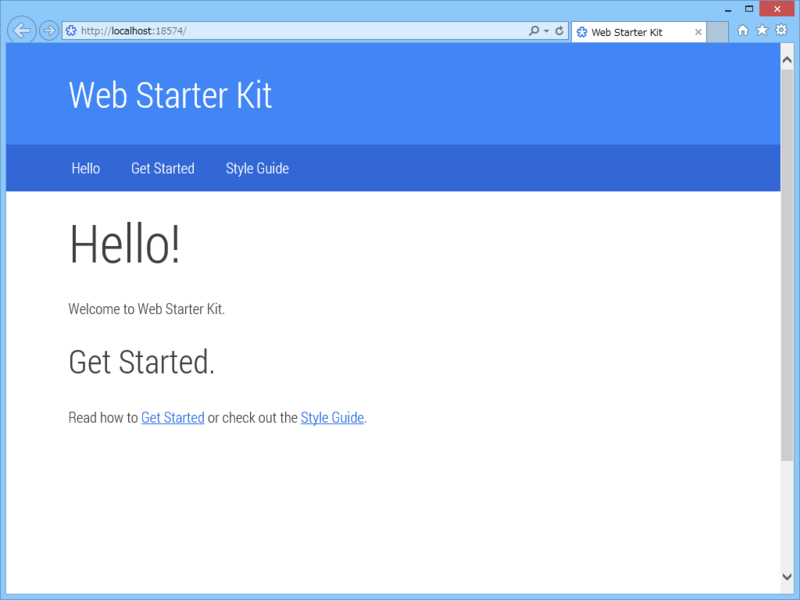 http://localhost:18574/
Web Starter Kit
Web Starter Kit
Hello Get Started Style Guide
Hello!
Welcome to Web Starter Kit.
Get Started.
Read how to Get Started or check out the Style Guide.